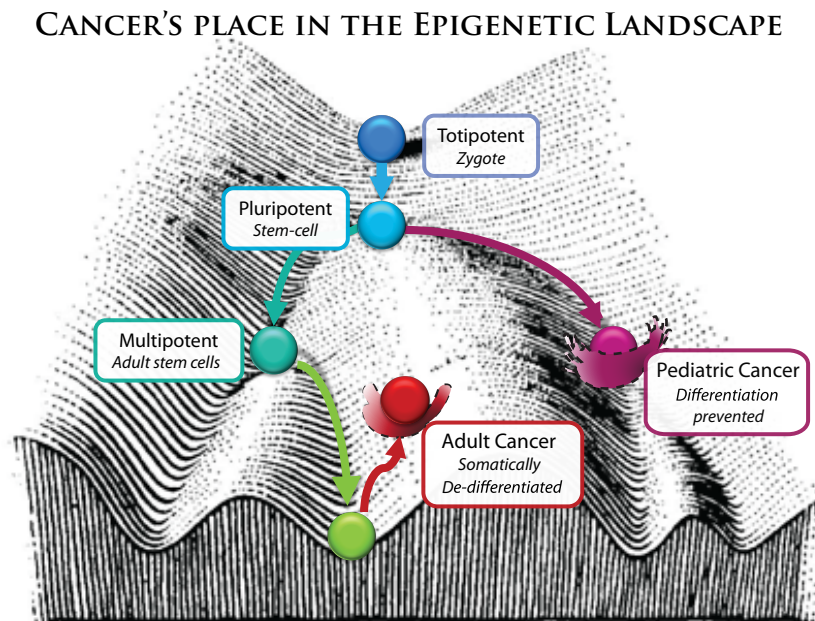 CANCER'S PLACE IN THE EPIGENETIC LANDSCAPE
Totipotent
Zygote
Pluripotent
Stem-cell
Multipotent
Adult stem cells
Pediatric Cancer
Differentiation
prevented
Adult Cancer
Somatically
De-differentiated